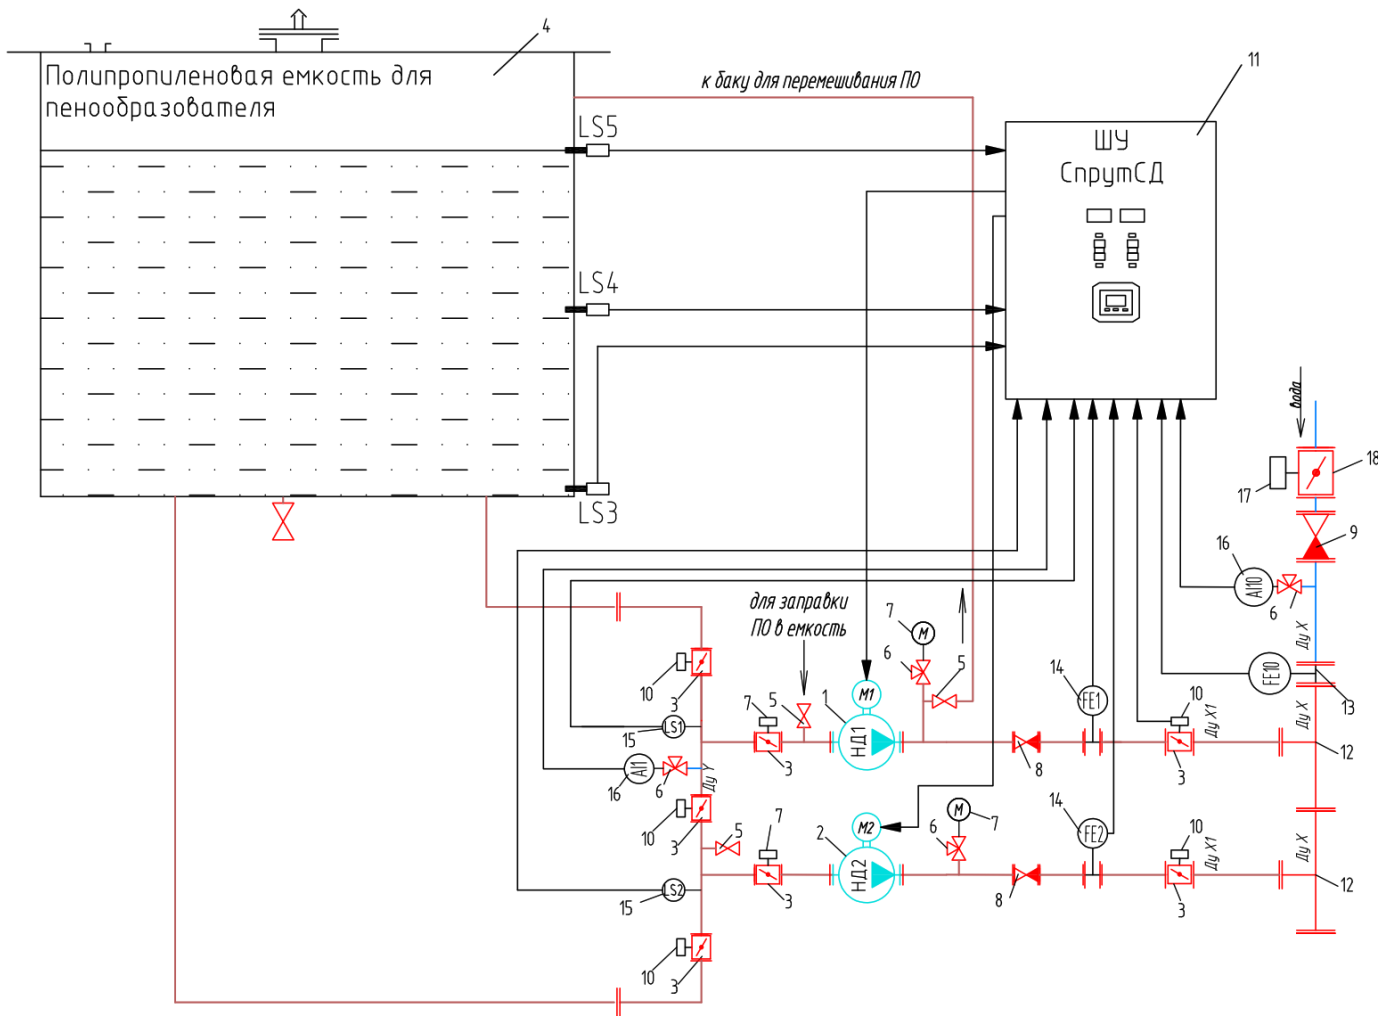 4
Полипропиленовая емкость для
пенообразователя
к баку для перемешивания ПО
11
LS5
ШУ
СпрутСД
LS4
LS3
вода
18
17
9
16
AI10
6
Ду X
для заправки
ПО в емкость
7
M
6
5
14
FE10
13
10
3
LS1
15
7
5
1
M1
НД1
3
8
FE1
10
Ду X1
3
Ду X
12
AI1
16
6
Ду Y
10
3
5
7
2
M2
НД2
3
M
7
6
14
FE2
8
10
Ду X1
3
Ду X
12
LS2
15
10
3